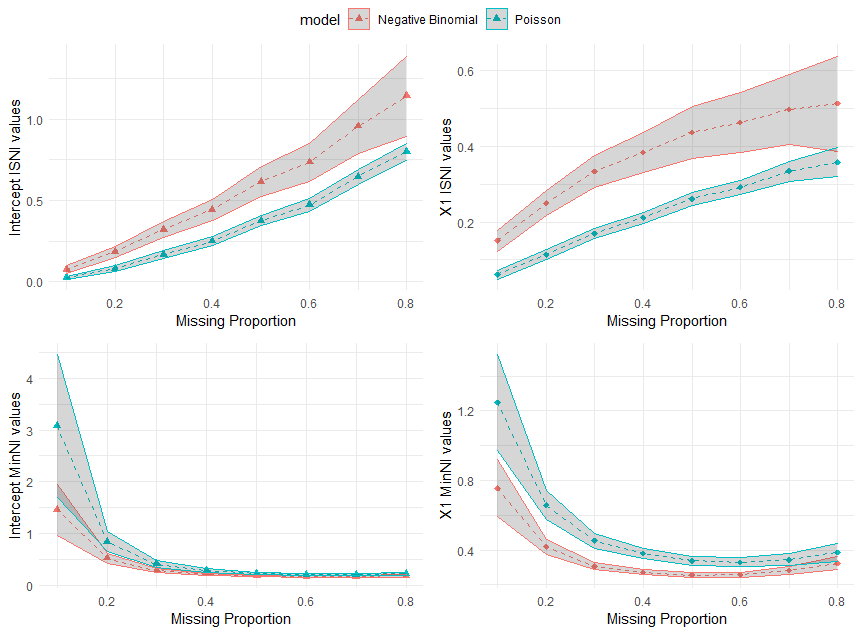 model Negative Binomial Poisson
Intercept ISNI values
1.0
0.5
0.0
0.2 0.4 0.6 0.8
Missing Proportion
X1 ISNI values
0.6
0.4
0.2
0.2 0.4 0.6 0.8
Missing Proportion
Intercept MinNI values
4
3
2
1
0
0.2 0.4 0.6 0.8
Missing Proportion
X1 MinNI values
1.2
0.8
0.4
0.2 0.4 0.6 0.8
Missing Proportion